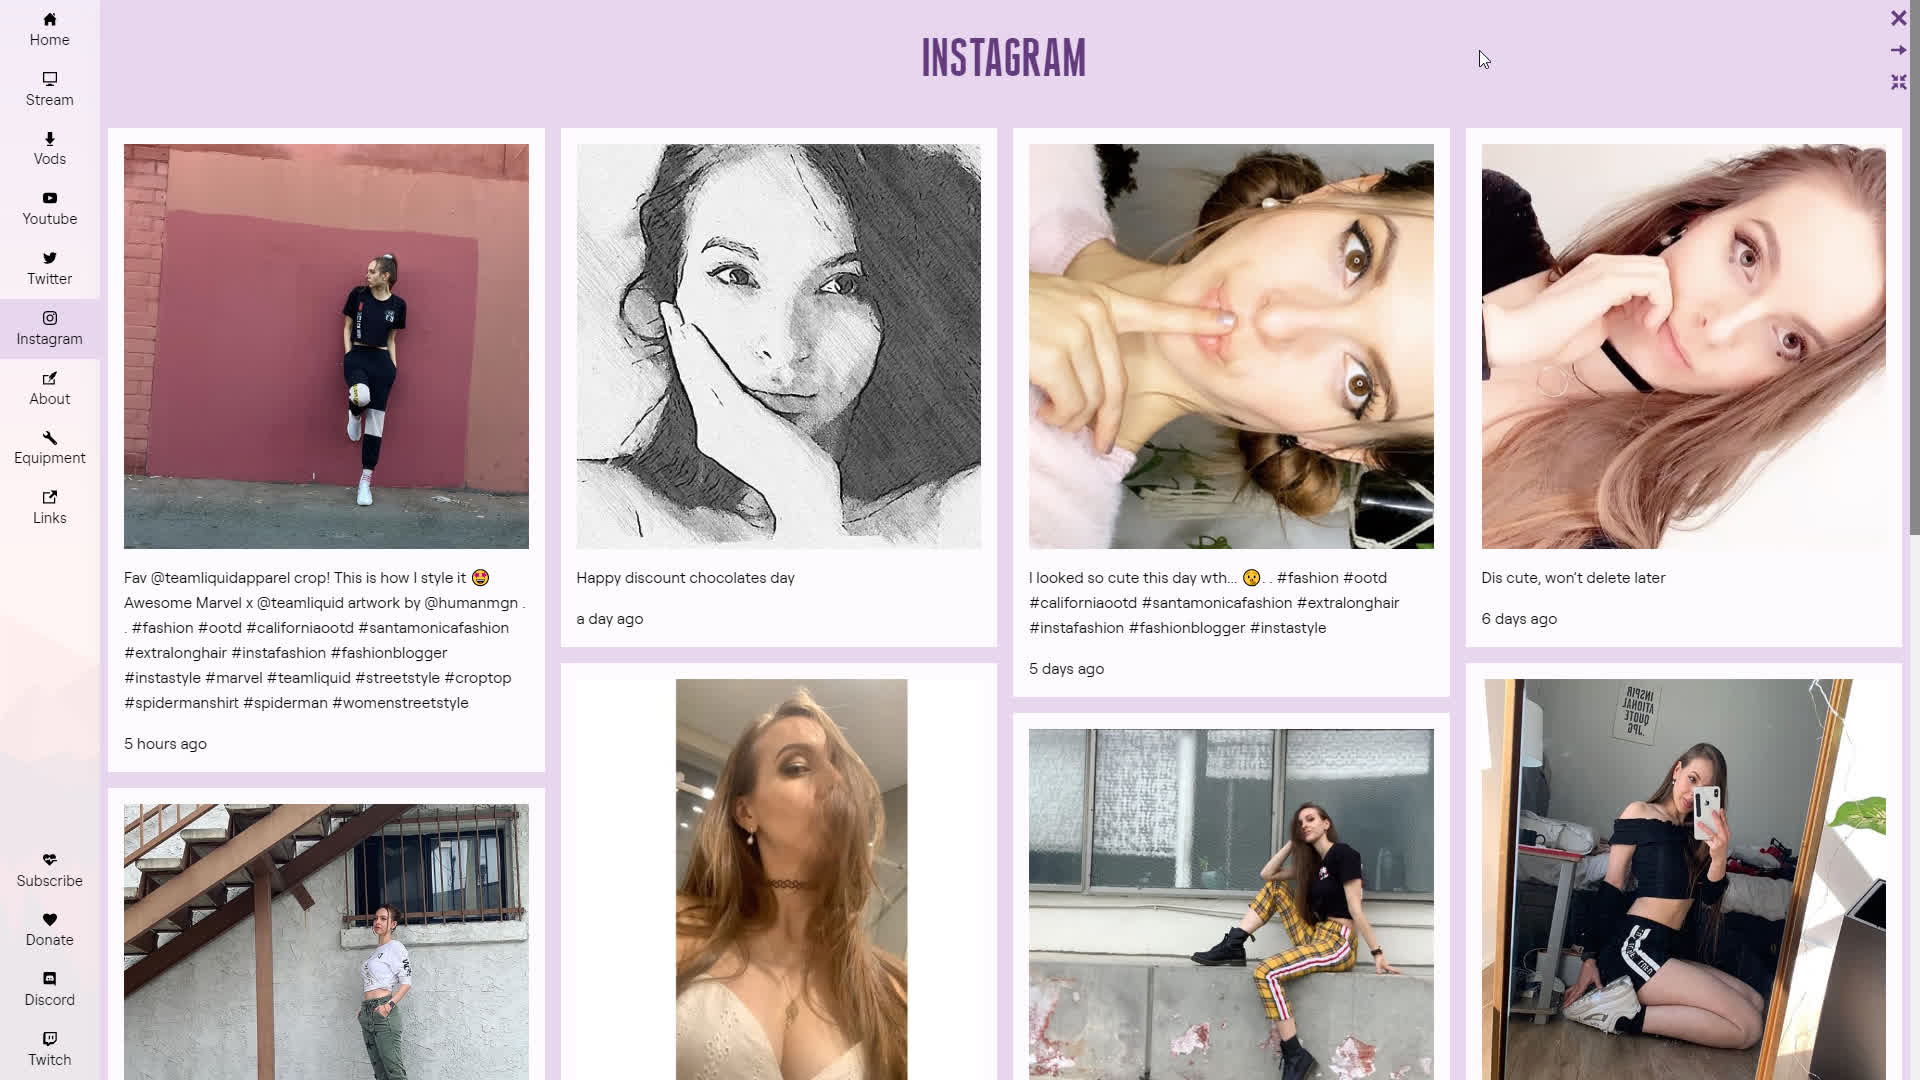 Home
Stream
Vods
Youtube
Twitter
Instagram
About
Equipment
Links
Subscribe
Donate
Discord
Twitch
INSTAGRAM
Fav @teamliquidapparel crop! This is how I style it 🤩
Awesome Marvel x @teamliquid artwork by @humanmgn .
. #fashion #ootd #californiaootd #santamonicafashion
#extralonghair #instafashion #fashionblogger
#instastyle #marvel #teamliquid #streetstyle #croptop
#spidermanshirt #spiderman #womenstreetstyle
5 hours ago
Happy discount chocolates day
a day ago
I looked so cute this day wth... 🤫. . #fashion #ootd
#californiaootd #santamonicafashion #extralonghair
#instafashion #fashionblogger #instastyle
5 days ago
Dis cute, won't delete later
6 days ago
INSPIR
ATIONAL
QUOTE
.JPG